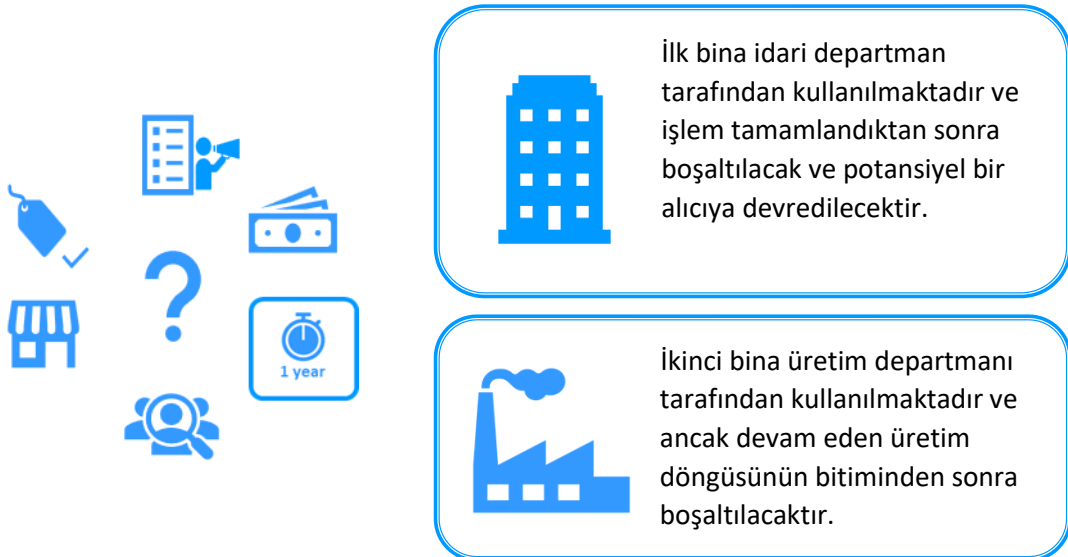 İlk bina idari departman
tarafından kullanılmaktadır ve
işlem tamamlandıktan sonra
boşaltılacak ve potansiyel bir
alıcıya devredilecektir.
1 year
İkinci bina üretim departmanı
tarafından kullanılmaktadır ve
ancak devam eden üretim
döngüsünün bitiminden sonra
boşaltılacaktır.